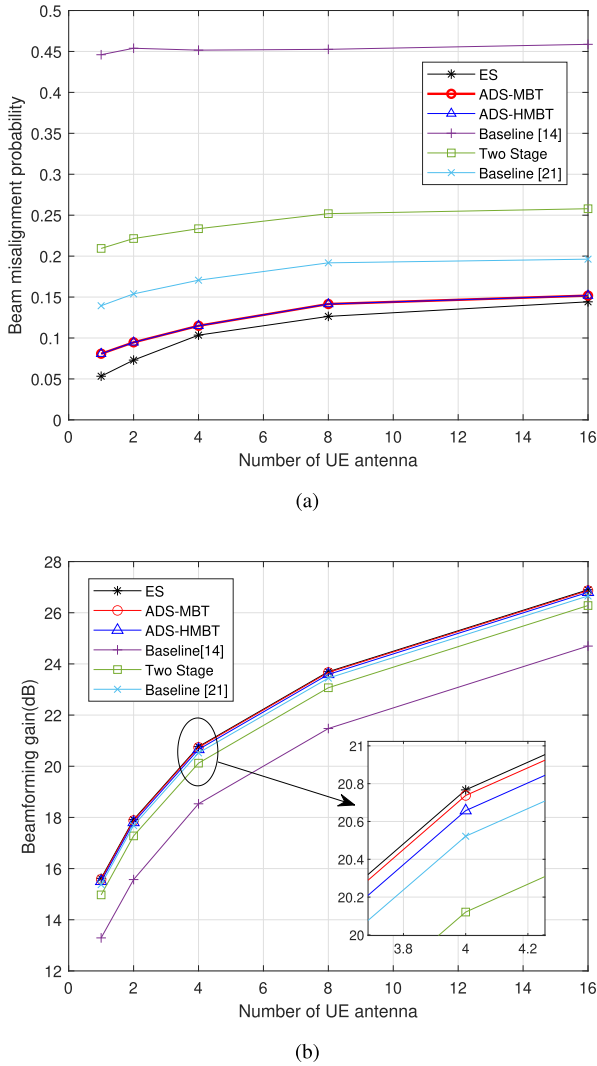 0.5
0.45
0.4
0.35
0.3
0.25
0.2
0.15
0.1
0.05
0
Beam misalignment probability
ES
ADS-MBT
ADS-HMBT
Baseline [14]
Two Stage
Baseline [21]
0 2 4 6 8 10 12 14 16
Number of UE antenna
(a)
28
26
24
22
20
18
16
14
12
Beamforming gain(dB)
ES
ADS-MBT
ADS-HMBT
Baseline[14]
Two Stage
Baseline [21]
21
20.8
20.6
20.4
20.2
20
3.8 4 4.2
0 2 4 6 8 10 12 14 16
Number of UE antenna
(b)